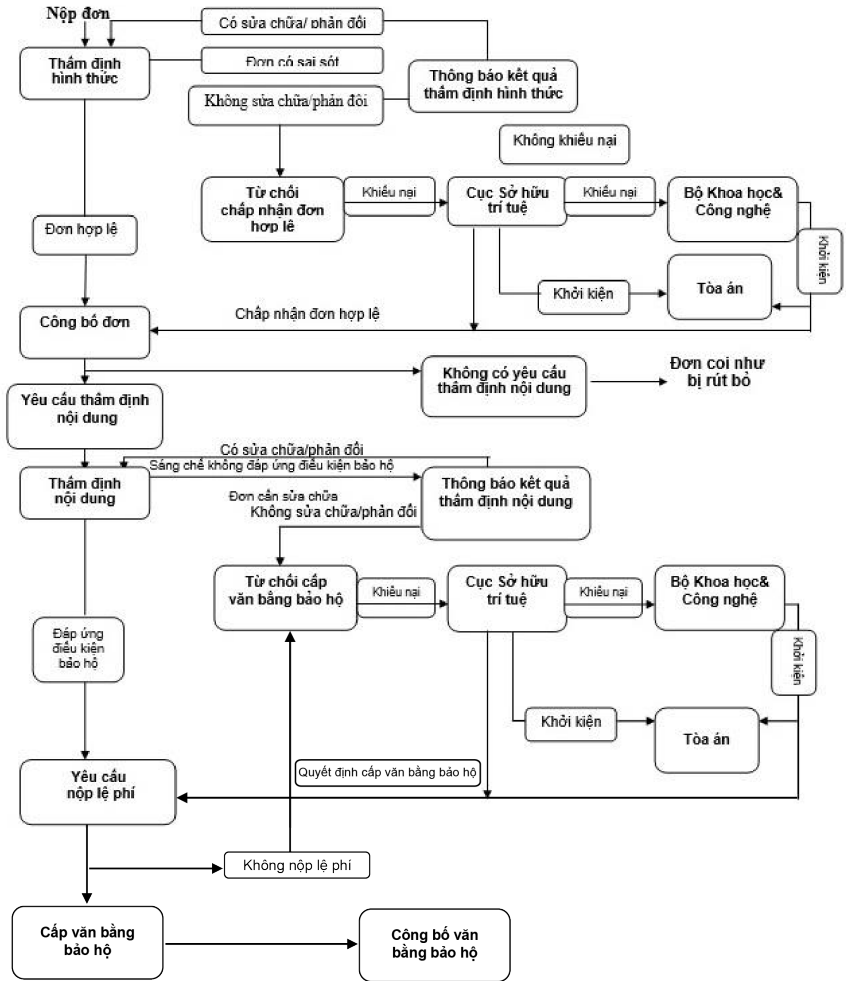 Nộp đơn
Có sửa chữa/ phản đối
Thẩm định
hình thức
Đơn có sai sót
Thông báo kết quả
thẩm định hình thức
Không sửa chữa/phản đối
Không khiếu nại
Từ chối
chấp nhận đơn
hợp lệ
Khiếu nại
Cục Sở hữu
trí tuệ
Khiếu nại
Bộ Khoa học&
Công nghệ
Đơn hợp lệ
Khởi kiện
Khởi kiện
Tòa án
Công bố đơn
Chấp nhận đơn hợp lệ
Không có yêu cầu
thẩm định nội dung
Đơn coi như
bị rút bỏ
Yêu cầu thẩm định
nội dung
Có sửa chữa/phản đối
Sáng chế không đáp ứng điều kiện bảo hộ
Thẩm định
nội dung
Thông báo kết quả
thẩm định nội dung
Đơn cần sửa chữa
Không sửa chữa/phản đối
Từ chối cấp
văn bằng bảo hộ
Khiếu nại
Cục Sở hữu
trí tuệ
Khiếu nại
Bộ Khoa học&
Công nghệ
Đáp ứng
điều kiện
bảo hộ
Khởi kiện
Khởi kiện
Tòa án
Yêu cầu
nộp lệ phí
Quyết định cấp văn bằng bảo hộ
Không nộp lệ phí
Cấp văn bằng
bảo hộ
Công bố văn
bằng bảo hộ